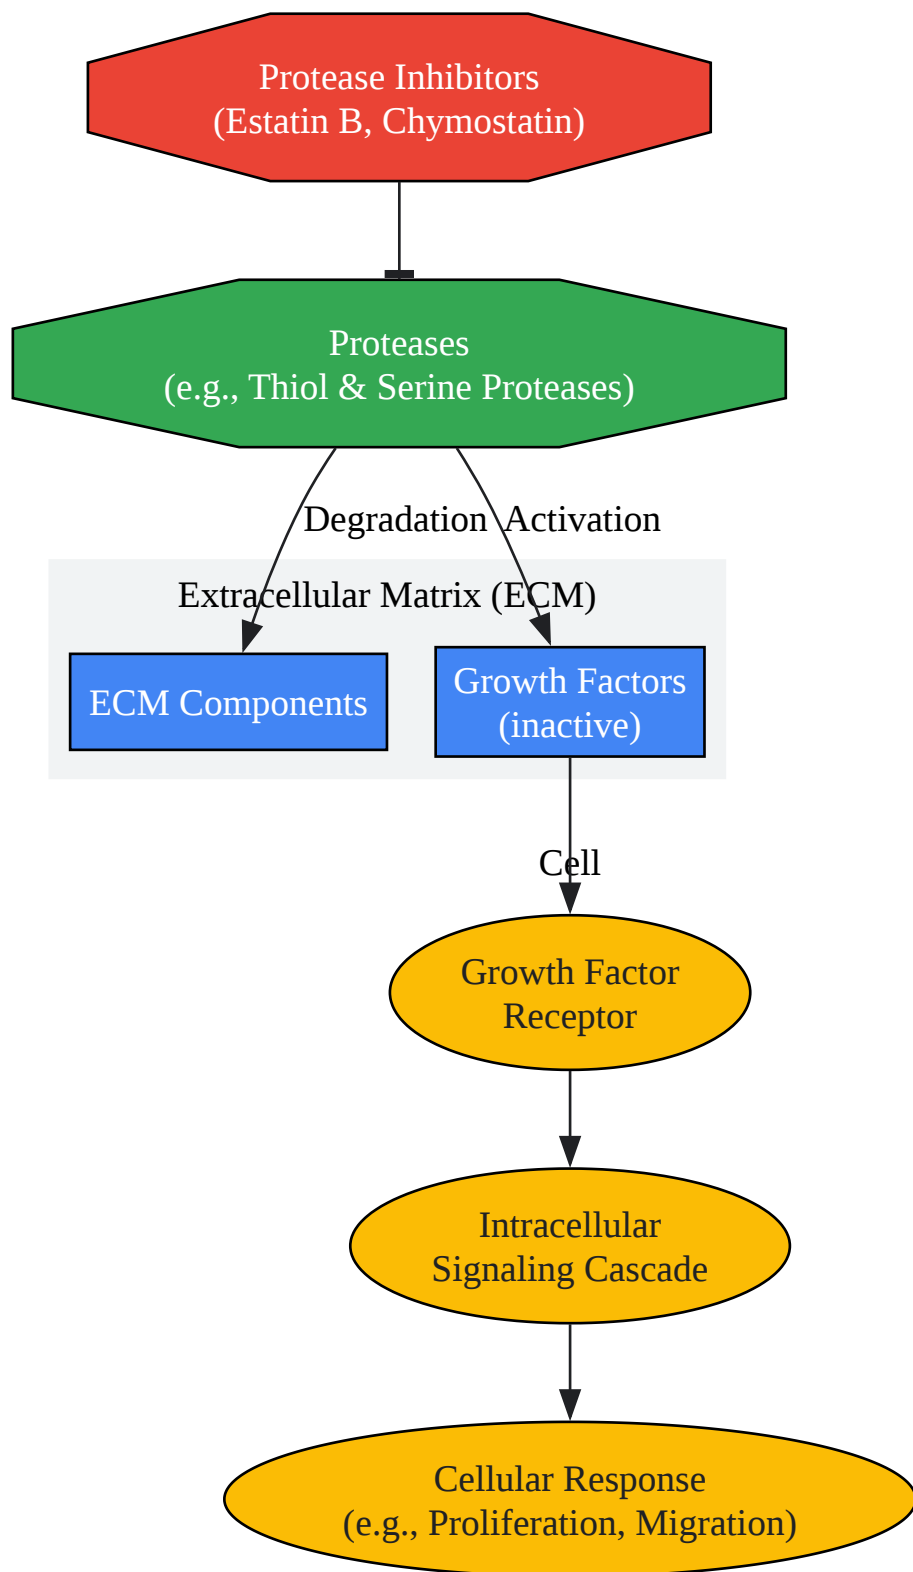 Protease Inhibitors
(Estatin B, Chymostatin)
Proteases
(e.g., Thiol & Serine Proteases)
Degradation
Activation
Extracellular Matrix (ECM)
ECM Components
Growth Factors
(inactive)
Cell
Growth Factor
Receptor
Intracellular
Signaling Cascade
Cellular Response
(e.g., Proliferation, Migration)